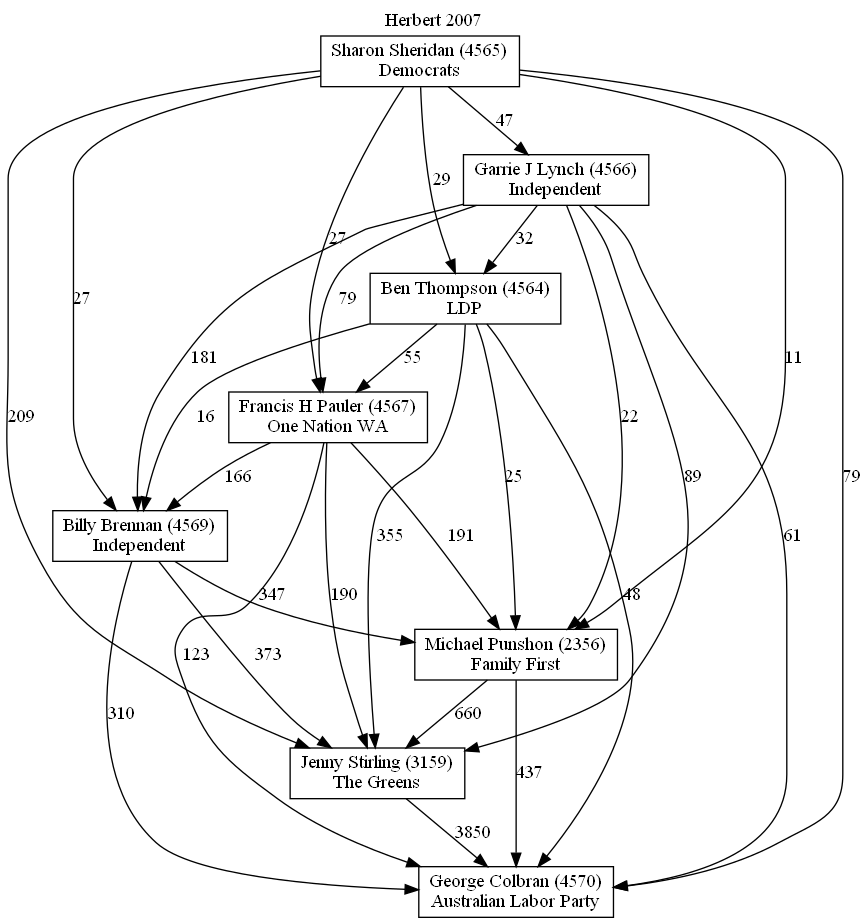 Herbert 2007
Sharon Sheridan (4565)
Democrats
47
Garrie J Lynch (4566)
Independent
29
27
32
Ben Thompson (4564)
LDP
27
79
181
55
11
Francis H Pauler (4567)
One Nation WA
209
16
22
166
25
89
79
Billy Brennan (4569)
Independent
355
191
61
347
190
48
Michael Punshon (2356)
Family First
123
373
310
660
Jenny Stirling (3159)
The Greens
437
3850
George Colbran (4570)
Australian Labor Party